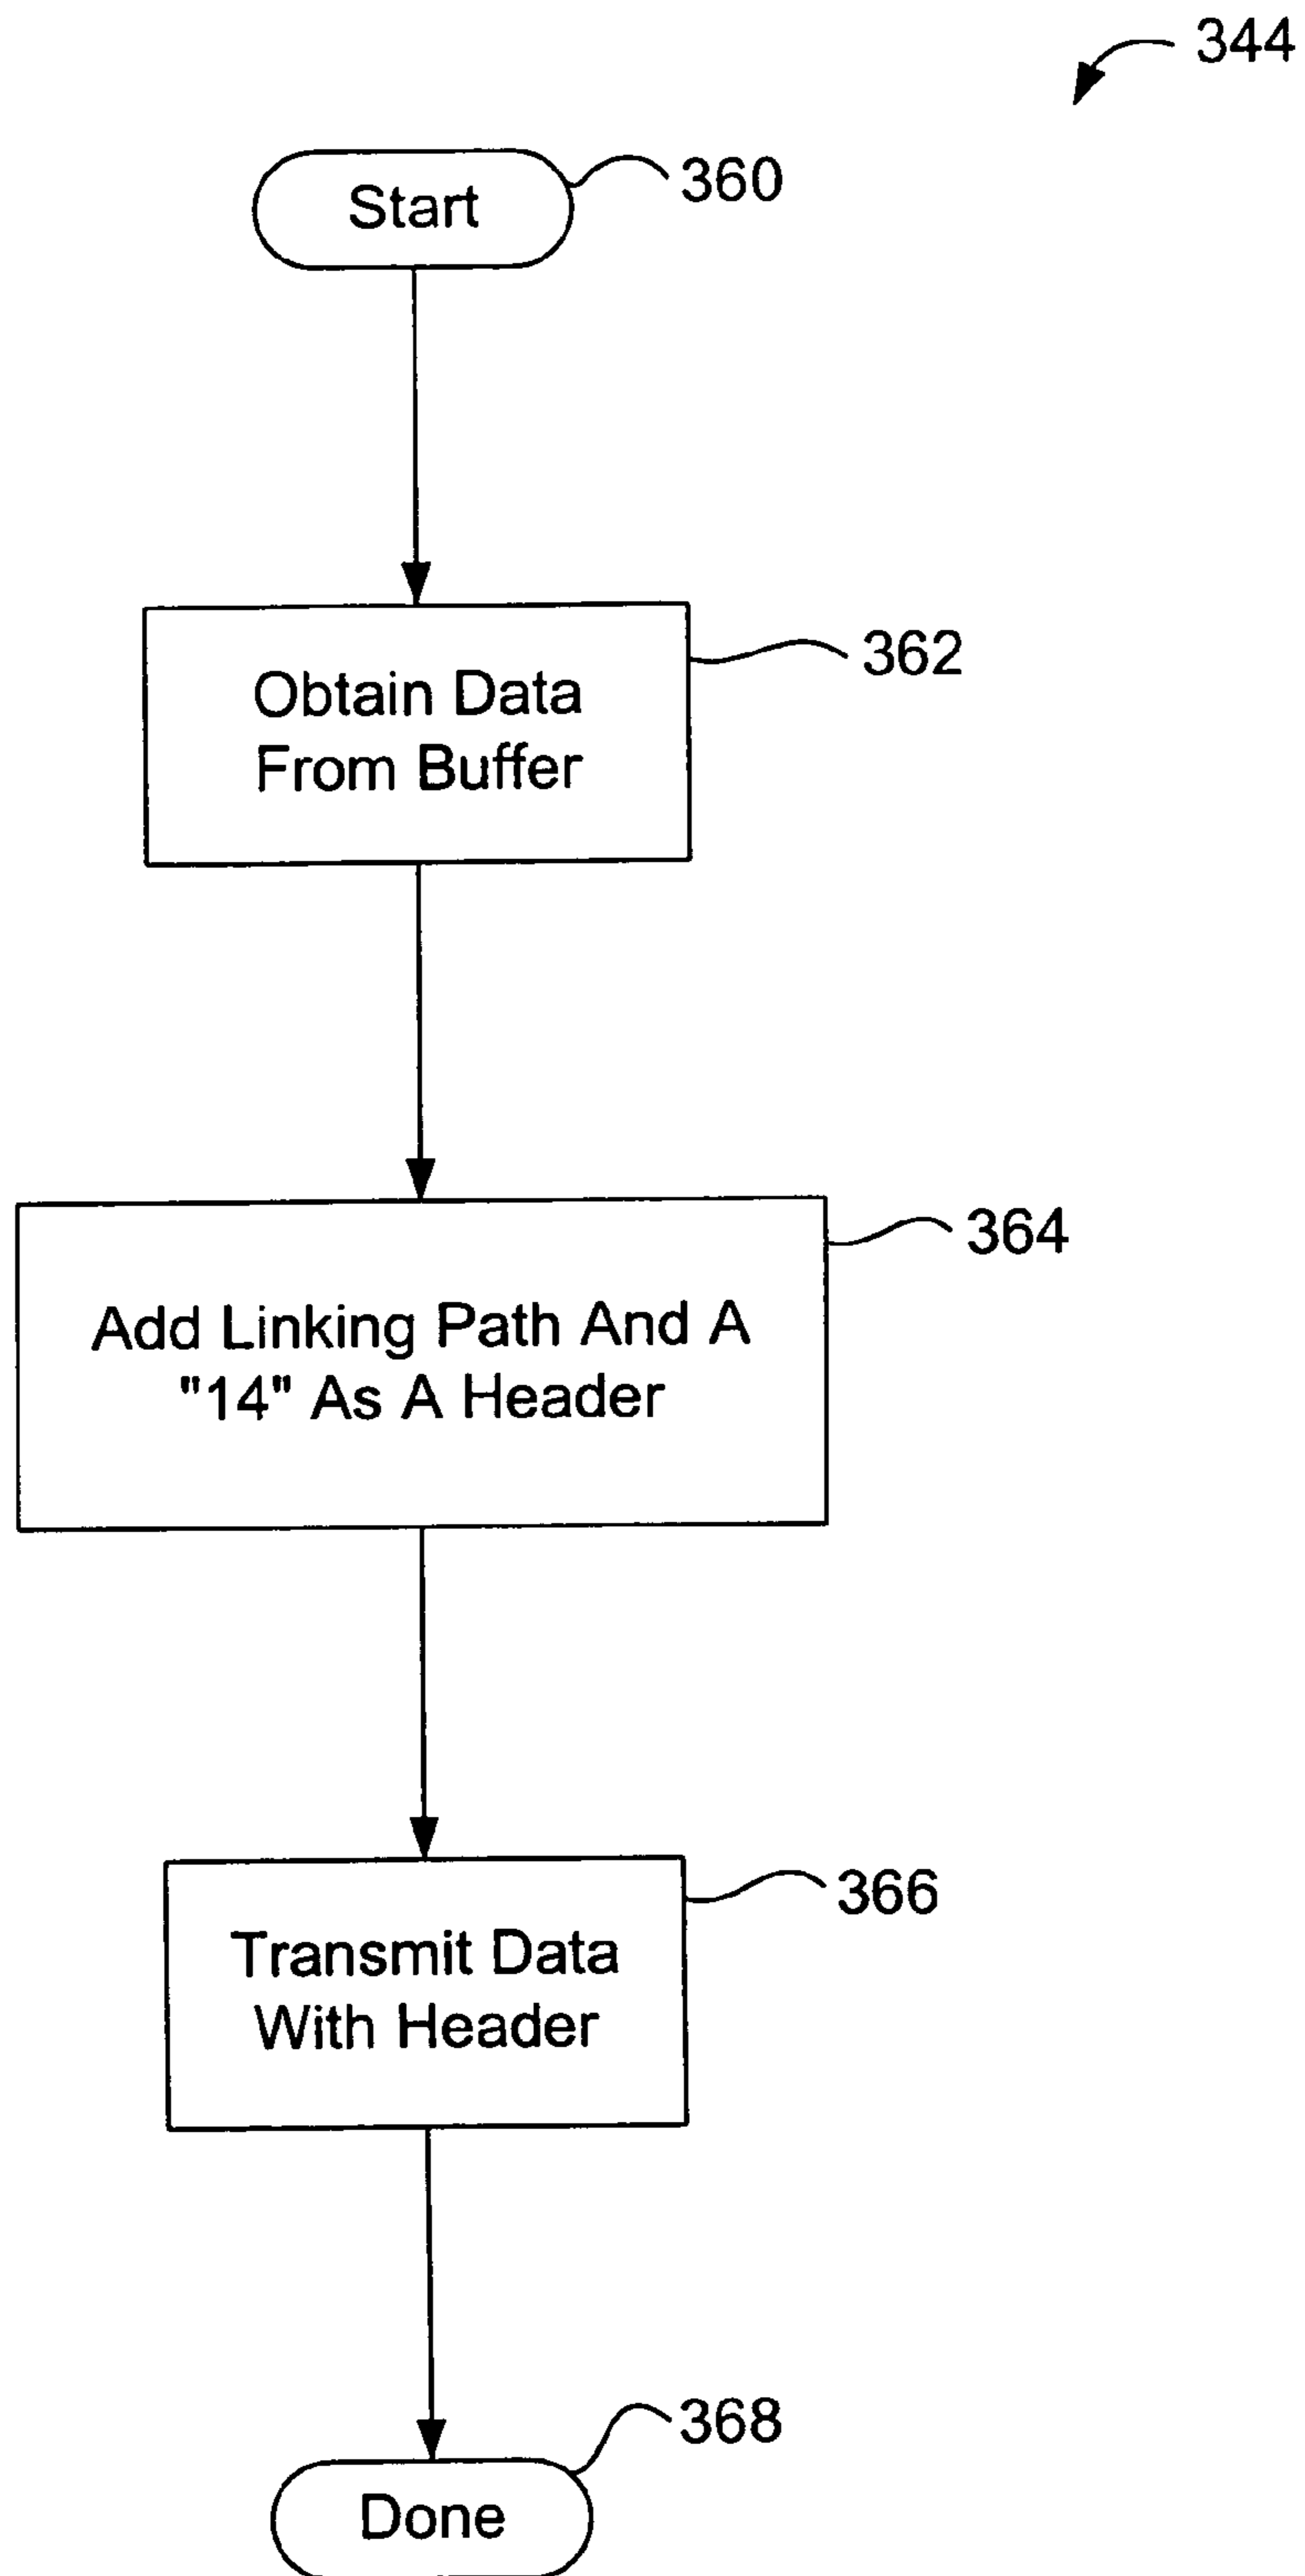 344
Start
360
Obtain Data
From Buffer
362
Add Linking Path And A
"14" As A Header
364
Transmit Data
With Header
366
Done
368